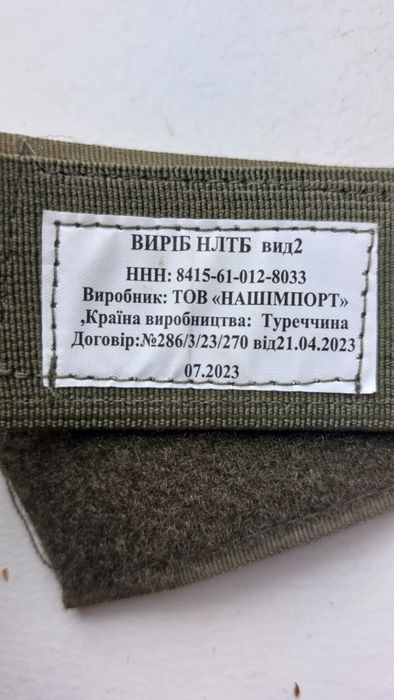 ВИРІБ НЛТБ вид2
ННН: 8415-61-012-8033
Виробник: ТОВ «НАШІМПОРТ»
,Країна виробництва: Туреччина
Договір:№286/3/23/270 від21.04.2023
07.2023